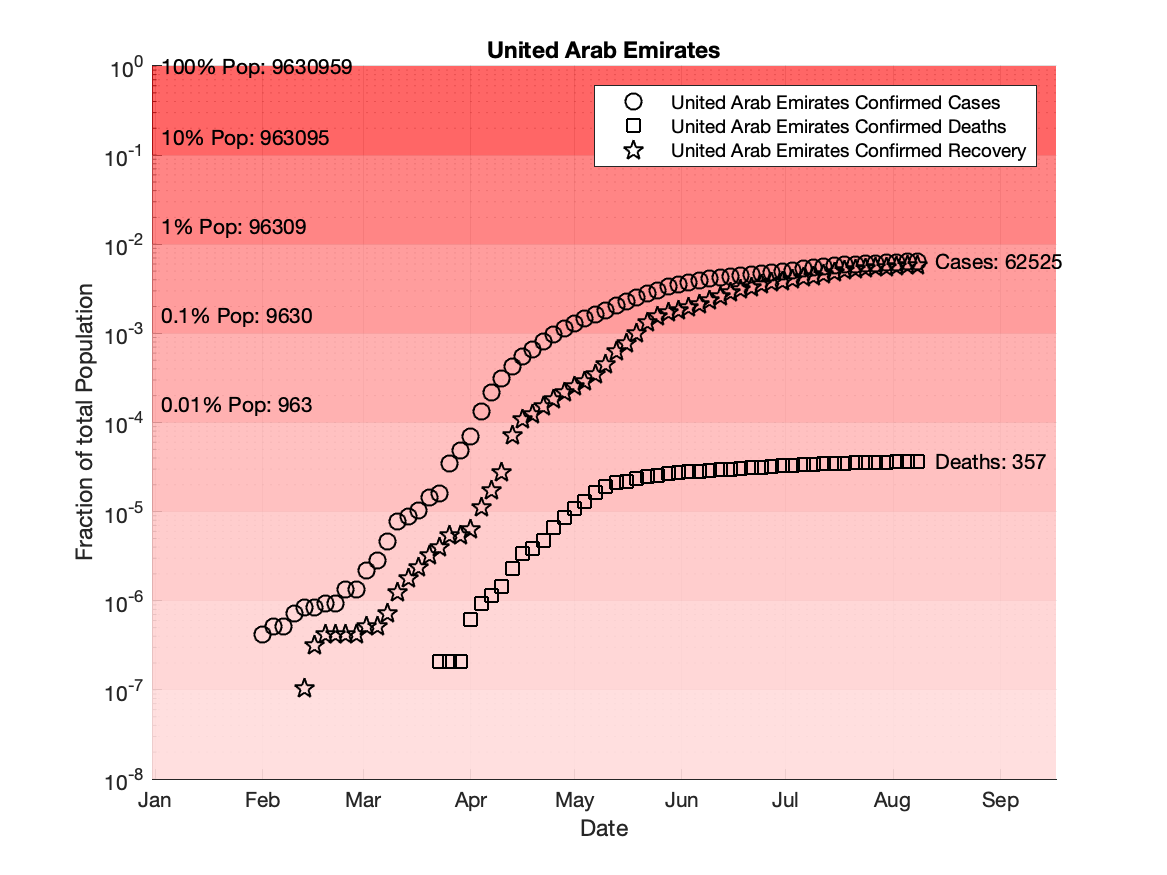 United Arab Emirates
10^0
100% Pop: 9630959
United Arab Emirates Confirmed Cases
United Arab Emirates Confirmed Deaths
United Arab Emirates Confirmed Recovery
10% Pop: 963095
10^-1
1% Pop: 96309
10^-2
Cases: 62525
0.1% Pop: 9630
10^-3
0.01% Pop: 963
10^-4
Deaths: 357
10^-5
10^-6
10^-7
10^-8
Fraction of total Population
Jan Feb Mar Apr May Jun Jul Aug Sep
Date